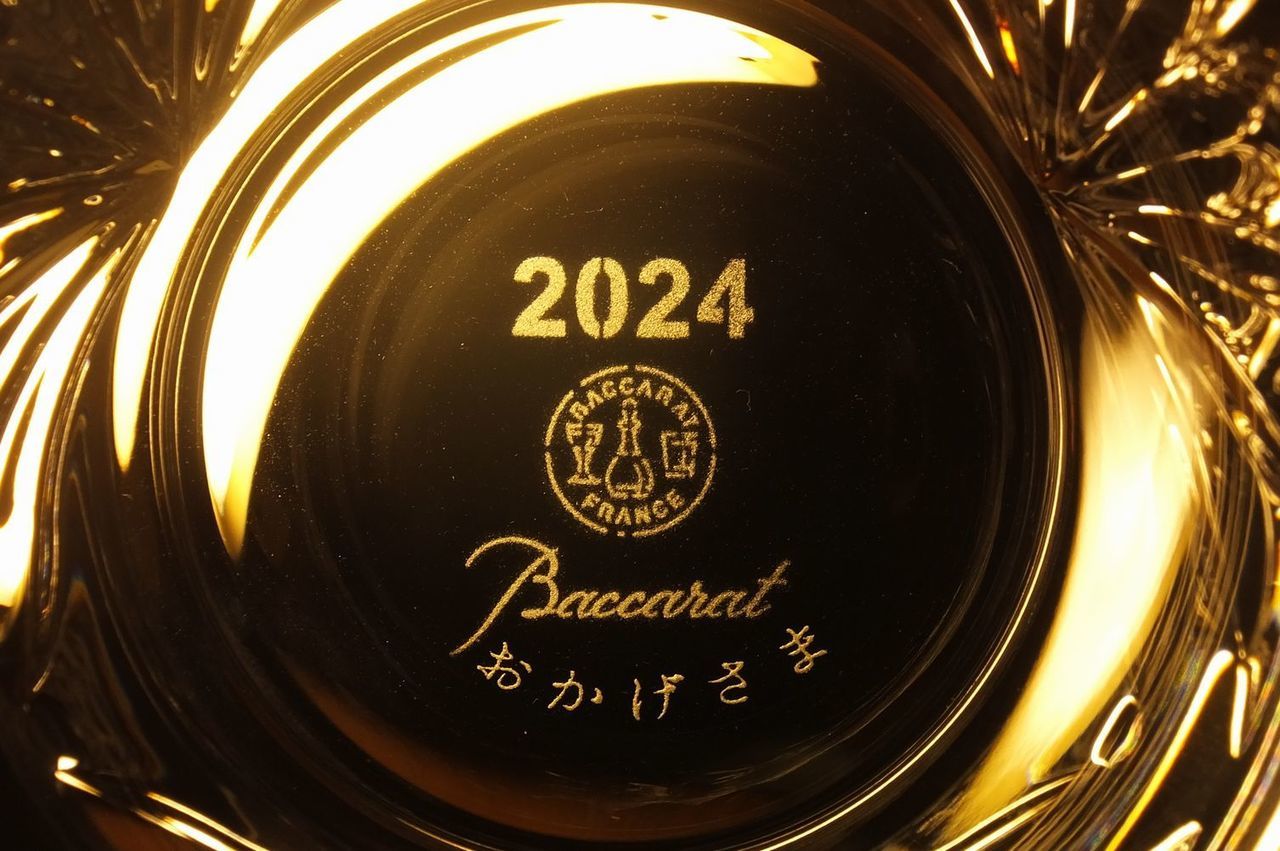 2024
BACCARAT
FRANCE
Baccarat
おかげさま